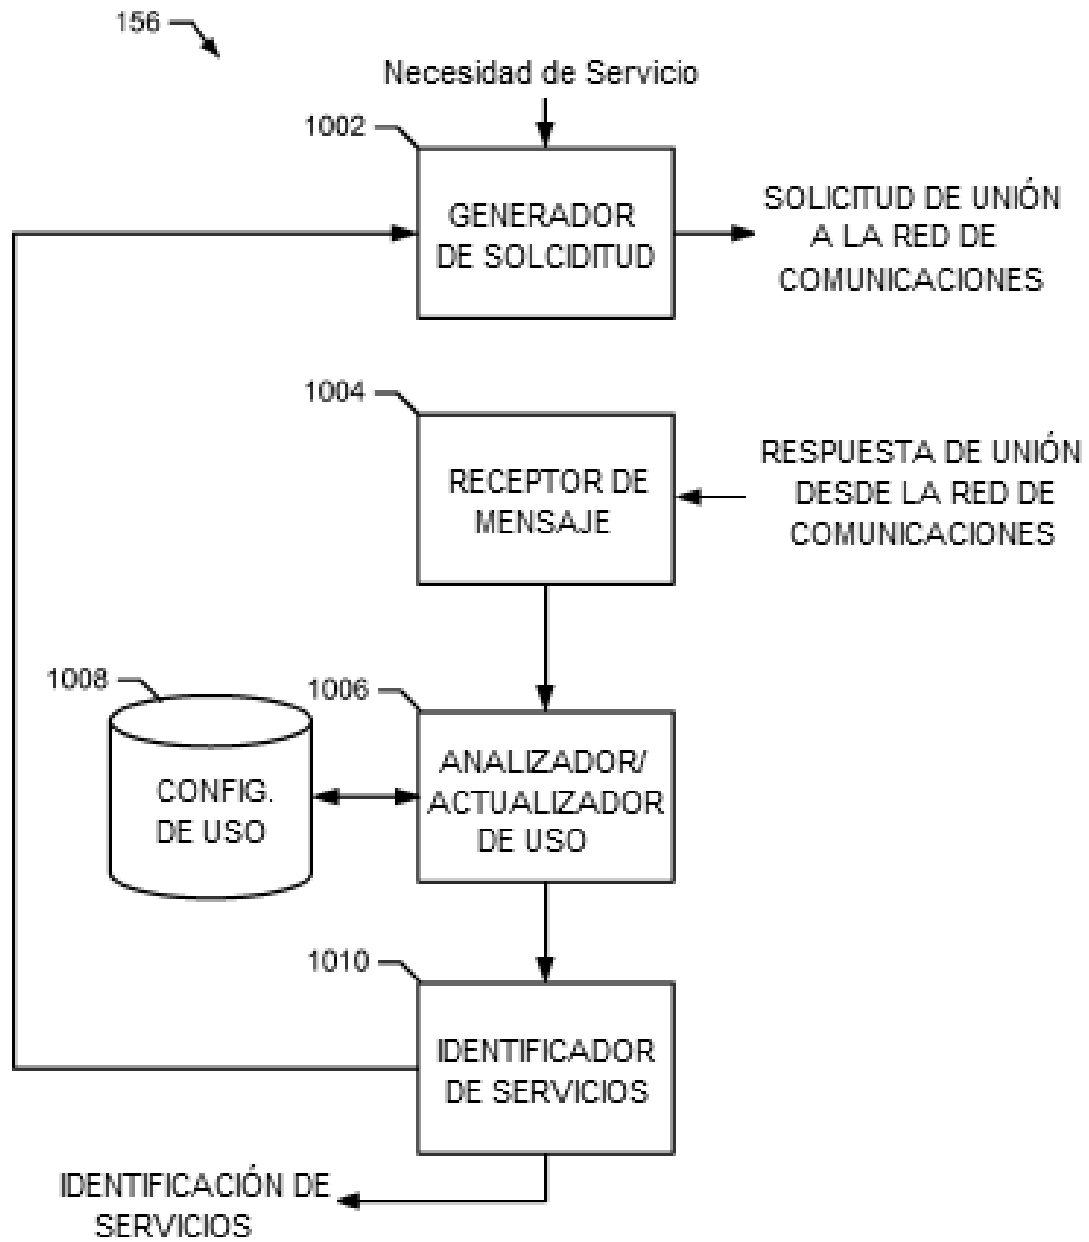 156
Necesidad de Servicio
1002
GENERADOR
DE SOLCIDITUD
SOLICITUD DE UNIÓN
A LA RED DE
COMUNICACIONES
1004
RECEPTOR DE
MENSAJE
RESPUESTA DE UNIÓN
DESDE LA RED DE
COMUNICACIONES
1008
CONFIG.
DE USO
1006
ANALIZADOR/
ACTUALIZADOR
DE USO
1010
IDENTIFICADOR
DE SERVICIOS
IDENTIFICACIÓN DE
SERVICIOS